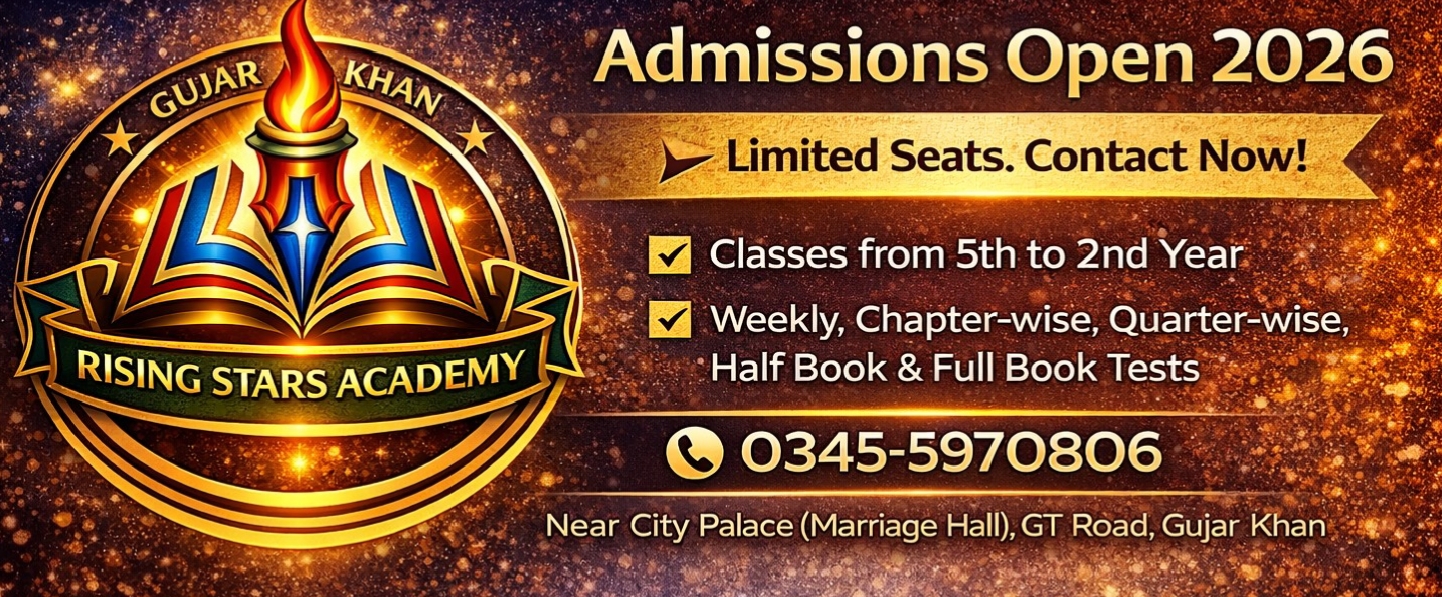 GUJAR KHAN
RISING STARS ACADEMY
Admissions Open 2026
Limited Seats. Contact Now!
Classes from 5th to 2nd Year
Weekly, Chapter-wise, Quarter-wise,
Half Book & Full Book Tests
0345-5970806
Near City Palace (Marriage Hall), GT Road, Gujar Khan